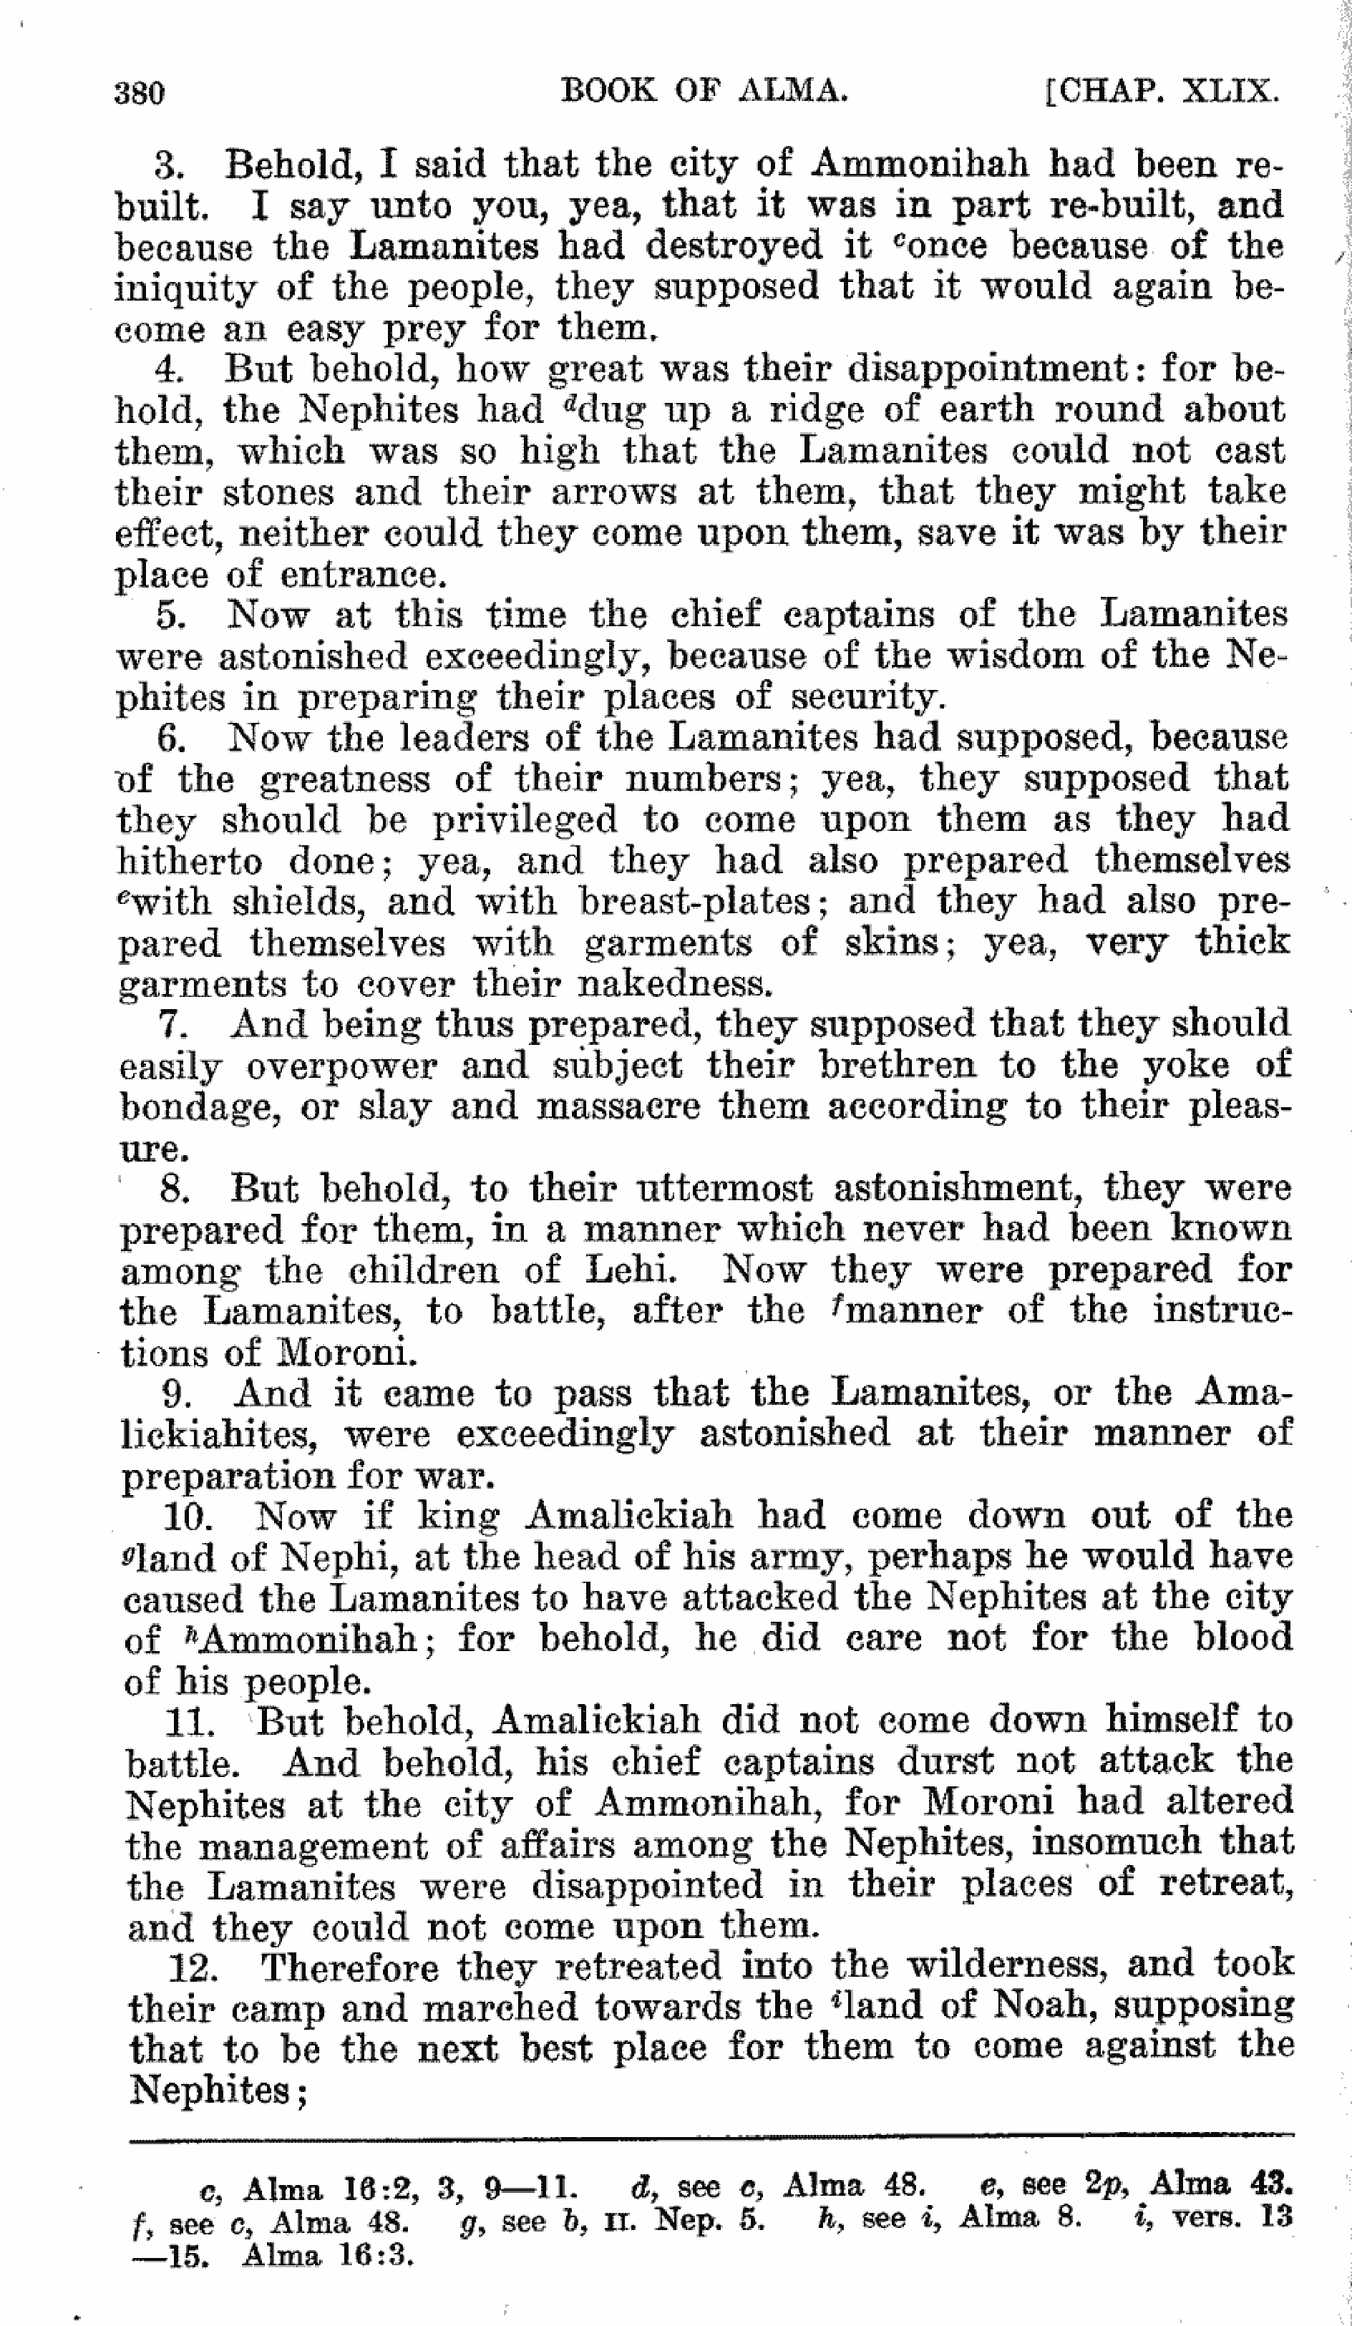 380 BOOK OF ALMA. [CHAP. XLIX.
3. Behold, I said that the city of Ammonihah had been re-
built. I say unto you, yea, that it was in part re-built, and
because the Lamanites had destroyed it ᶜonce because of the
iniquity of the people, they supposed that it would again be-
come an easy prey for them.
4. But behold, how great was their disappointment: for be-
hold, the Nephites had ᵈdug up a ridge of earth round about
them, which was so high that the Lamanites could not cast
their stones and their arrows at them, that they might take
effect, neither could they come upon them, save it was by their
place of entrance.
5. Now at this time the chief captains of the Lamanites
were astonished exceedingly, because of the wisdom of the Ne-
phites in preparing their places of security.
6. Now the leaders of the Lamanites had supposed, because
of the greatness of their numbers; yea, they supposed that
they should be privileged to come upon them as they had
hitherto done; yea, and they had also prepared themselves
ᵉwith shields, and with breast-plates; and they had also pre-
pared themselves with garments of skins; yea, very thick
garments to cover their nakedness.
7. And being thus prepared, they supposed that they should
easily overpower and subject their brethren to the yoke of
bondage, or slay and massacre them according to their pleas-
ure.
8. But behold, to their uttermost astonishment, they were
prepared for them, in a manner which never had been known
among the children of Lehi. Now they were prepared for
the Lamanites, to battle, after the ᶠmanner of the instruc-
tions of Moroni.
9. And it came to pass that the Lamanites, or the Ama-
lickiahites, were exceedingly astonished at their manner of
preparation for war.
10. Now if king Amalickiah had come down out of the
ᵍland of Nephi, at the head of his army, perhaps he would have
caused the Lamanites to have attacked the Nephites at the city
of ʰAmmonihah; for behold, he did care not for the blood
of his people.
11. But behold, Amalickiah did not come down himself to
battle. And behold, his chief captains durst not attack the
Nephites at the city of Ammonihah, for Moroni had altered
the management of affairs among the Nephites, insomuch that
the Lamanites were disappointed in their places of retreat,
and they could not come upon them.
12. Therefore they retreated into the wilderness, and took
their camp and marched towards the ⁱland of Noah, supposing
that to be the next best place for them to come against the
Nephites;
c, Alma 16:2, 3, 9—11. d, see c, Alma 48. e, see 2p, Alma 43.
f, see c, Alma 48. g, see b, II. Nep. 5. h, see i, Alma 8. i, vers. 13
—15. Alma 16:3.